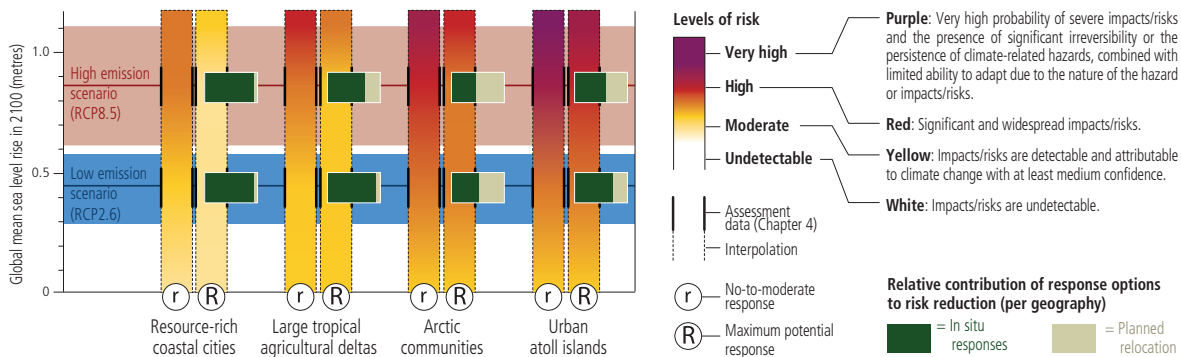 Global mean sea level rise in 2100 (metres)
1.0
0.5
0
High emission
scenario
(RCP8.5)
Low emission
scenario
(RCP2.6)
r
R
r
R
r
R
r
R
Resource-rich
coastal cities
Large tropical
agricultural deltas
Arctic
communities
Urban
atoll islands
Levels of risk
Very high
High
Moderate
Undetectable
Assessment
data (Chapter 4)
Interpolation
r
No-to-moderate
response
R
Maximum potential
response
Purple: Very high probability of severe impacts/risks
and the presence of significant irreversibility or the
persistence of climate-related hazards, combined with
limited ability to adapt due to the nature of the hazard
or impacts/risks.
Red: Significant and widespread impacts/risks.
Yellow: Impacts/risks are detectable and attributable
to climate change with at least medium confidence.
White: Impacts/risks are undetectable.
Relative contribution of response options
to risk reduction (per geography)
= In situ
responses
= Planned
relocation